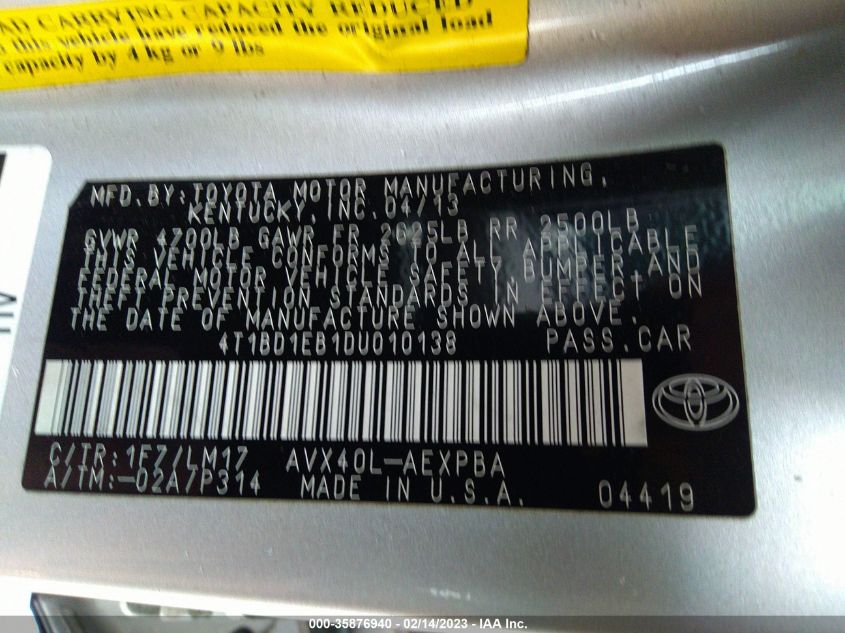 AD CARRYING CAPACITY REDUCED
o this vehicle have reduced the original load
capacity by 4 kg or 9 lbs
MFD. BY: TOYOTA MOTOR MANUFACTURING,
KENTUCKY, INC. 04/13
GVWR 4700LB GAWR FR 2625LB RR 2500LB
THIS VEHICLE CONFORMS TO ALL APPLICABLE
FEDERAL MOTOR VEHICLE SAFETY, BUMPER, AND
THEFT PREVENTION STANDARDS IN EFFECT ON
THE DATE OF MANUFACTURE SHOWN ABOVE.
4T1BD1EB1DU010138 PASS.CAR
C/TR:1F7/LM17 AVX40L-AEXPBA
A/TM:-02A/P314 MADE IN U.S.A. 04419
000-35876940 - 02/14/2023 - IAA Inc.